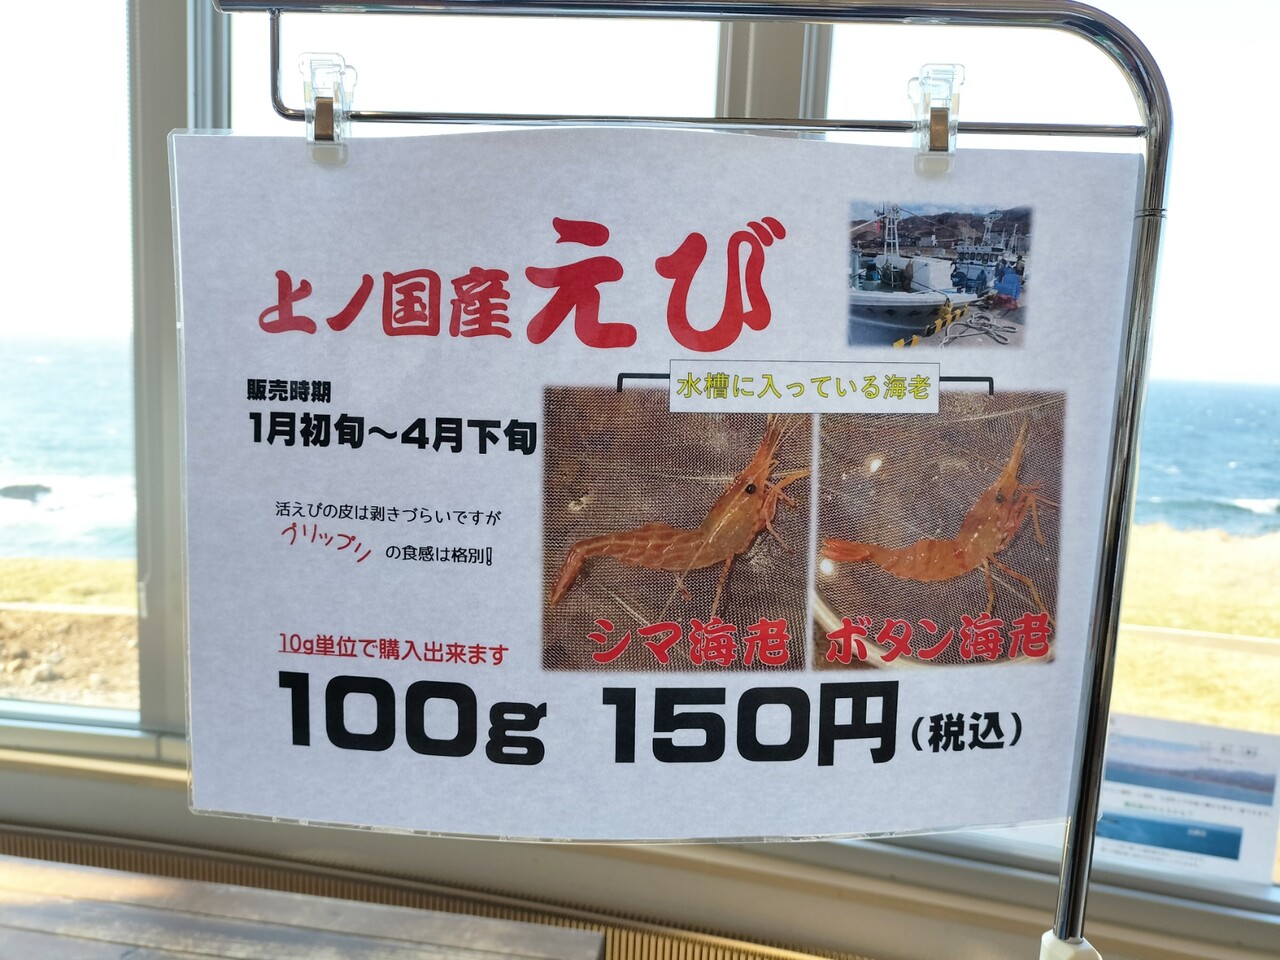 上ノ国産えび
水槽に入っている海老
販売時期
1月初旬～4月下旬
活えびの皮は剥きづらいですが
プリップリの食感は格別!
シマ海老
ボタン海老
10g単位で購入出来ます
100g 150円(税込)